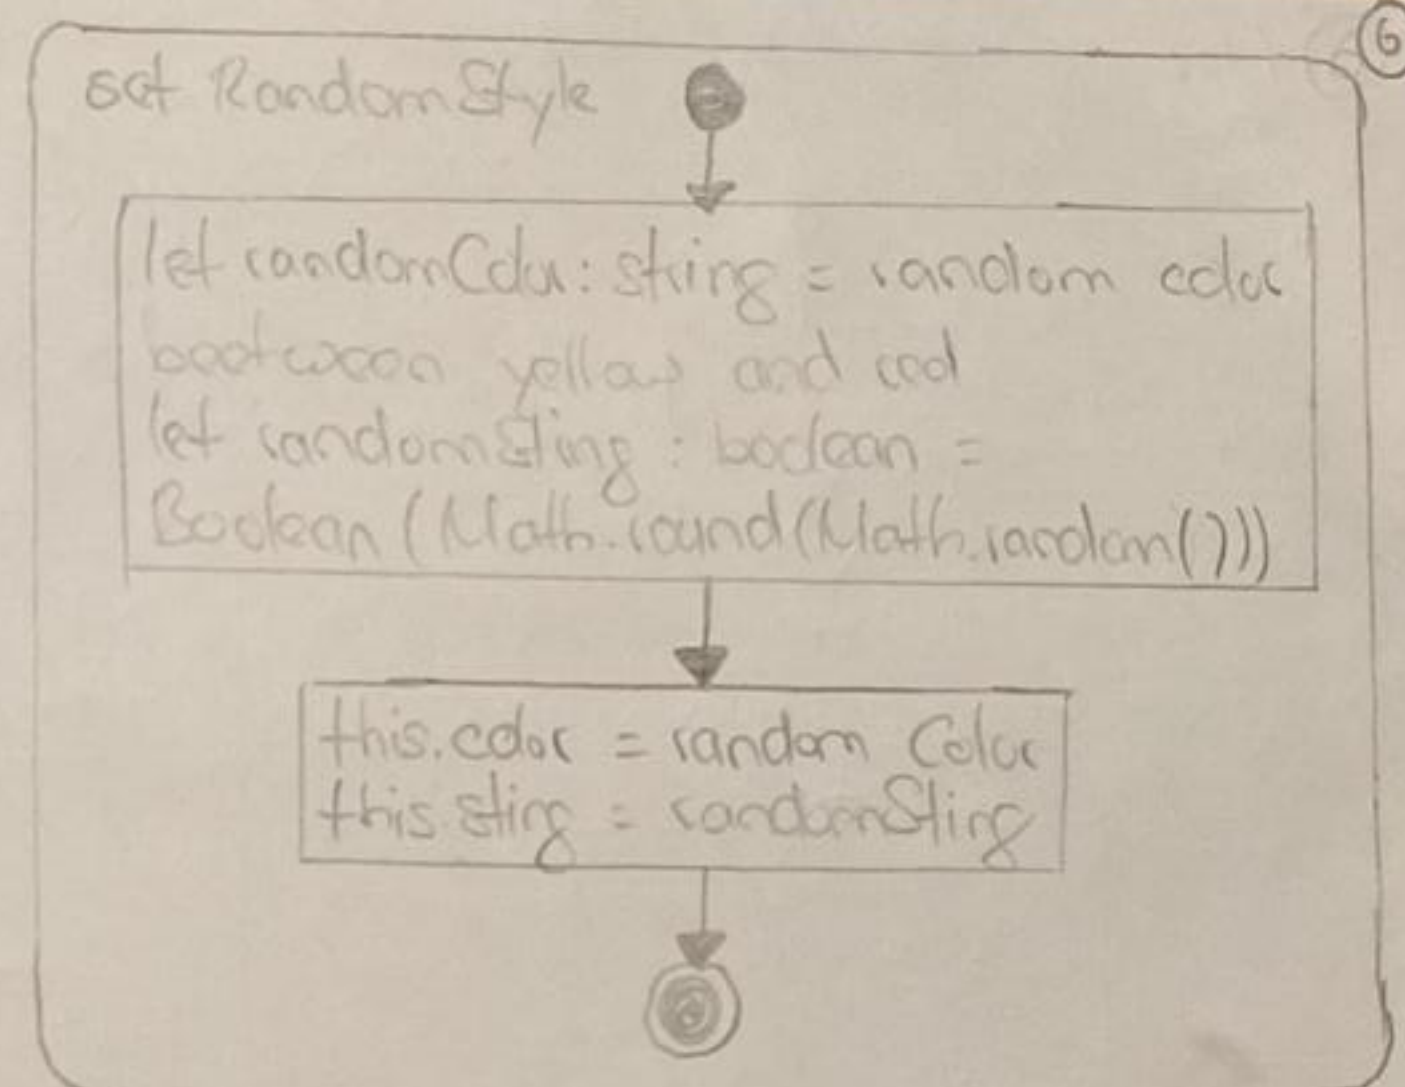 6
set RandomStyle
let randomColor: string = random color
beetween yellow and red
let randomSting : boolean =
Boolean (Math.round(Math.random()))
this.color = random Color
this.sting = randomSting